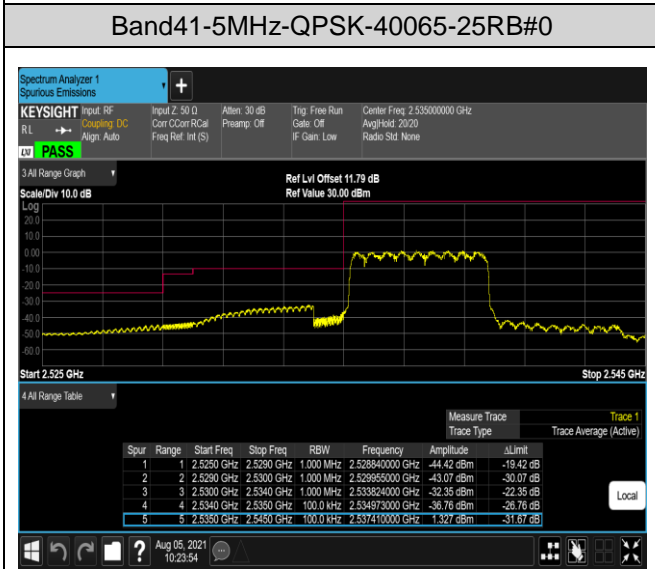 Band41-5MHz-QPSK-40065-25RB#0
Spectrum Analyzer 1
Spurious Emissions
+
KEYSIGHT Input: RF Input Z: 50 Ω Atten: 30 dB Trig: Free Run Center Freq: 2.535000000 GHz
RL Coupling: DC Corr CCorr RCal Preamp: Off Gate: Off Avg|Hold: 20/20
Align: Auto Freq Ref: Int (S) IF Gain: Low Radio Std: None
LXI PASS
3 All Range Graph
Ref Lvl Offset 11.79 dB
Scale/Div 10.0 dB Ref Value 30.00 dBm
Log
20.0
10.0
0.00
-10.0
-20.0
-30.0
-40.0
-50.0
-60.0
Start 2.525 GHz Stop 2.545 GHz
4 All Range Table
Measure Trace Trace 1
Trace Type Trace Average (Active)
Spur Range Start Freq Stop Freq RBW Frequency Amplitude ΔLimit
1 1 2.5250 GHz 2.5290 GHz 1.000 MHz 2.528840000 GHz -44.42 dBm -19.42 dB
2 2 2.5290 GHz 2.5300 GHz 1.000 MHz 2.529955000 GHz -43.07 dBm -30.07 dB
3 3 2.5300 GHz 2.5340 GHz 1.000 MHz 2.533824000 GHz -32.35 dBm -22.35 dB
4 4 2.5340 GHz 2.5350 GHz 100.0 kHz 2.534973000 GHz -36.76 dBm -26.76 dB
5 5 2.5350 GHz 2.5450 GHz 100.0 kHz 2.537410000 GHz 1.327 dBm -31.67 dB
Local
Aug 05, 2021
10:23:54